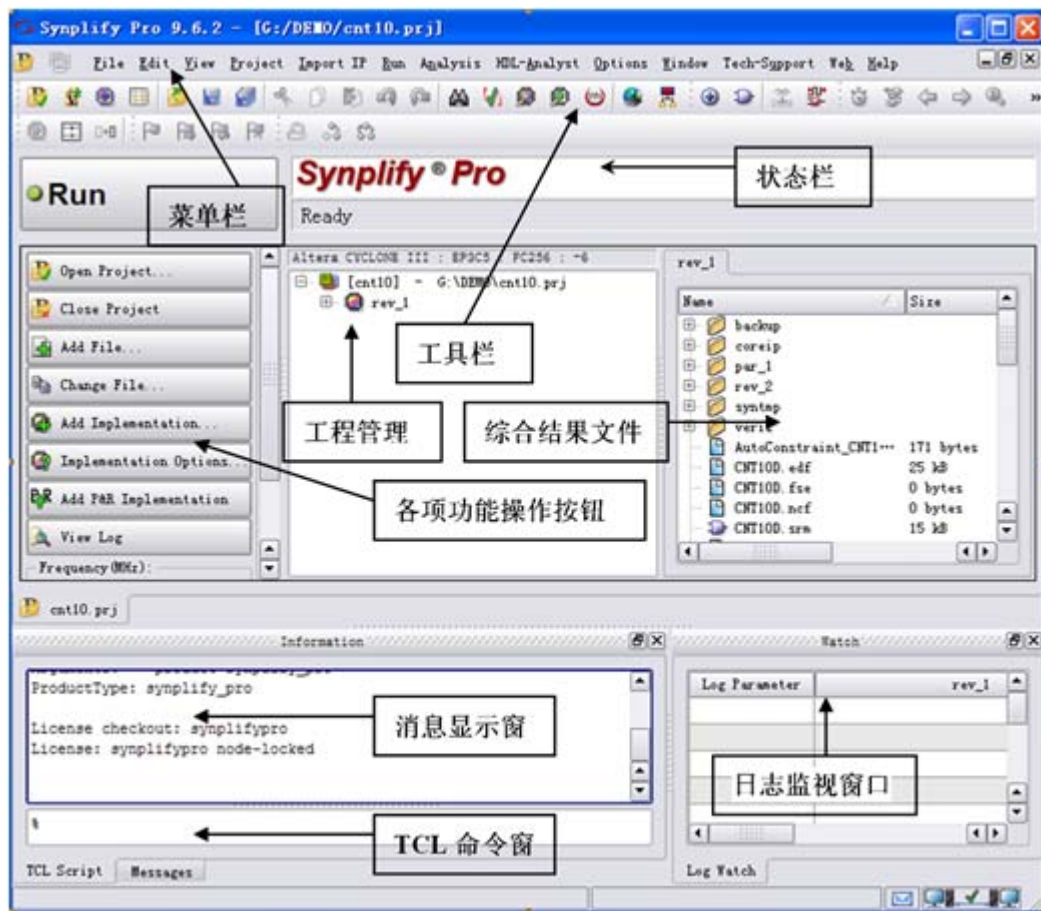 Synplify Pro 9.6.2 - [G:/DEMO/cnt10.prj]
File Edit View Project Import IP Run Analysis HDL-Analyst Options Window Tech-Support Web Help
Run
Synplify ® Pro
状态栏
菜单栏
Ready
Open Project...
Close Project
Add File...
Change File...
Add Implementation...
Implementation Options...
Add P&R Implementation
View Log
Frequency(MHz):
Altera CYCLONE III : EP3C5 FC256 : -6
[cnt10] - G:\DEMO\cnt10.prj
rev_1
工具栏
工程管理
综合结果文件
各项功能操作按钮
rev_1
Name Size
backup
coreip
par_1
rev_2
syntmp
verif
AutoConstraint_CNT1... 171 bytes
CNT10D.edf 25 kB
CNT10D.fse 0 bytes
CNT10D.ncf 0 bytes
CNT10D.srm 15 kB
cnt10.prj
Information
ProductType: synplify_pro
License checkout: synplifypro
License: synplifypro node-locked
消息显示窗
%
TCL 命令窗
TCL Script Messages
Watch
Log Parameter rev_1
日志监视窗口
Log Watch